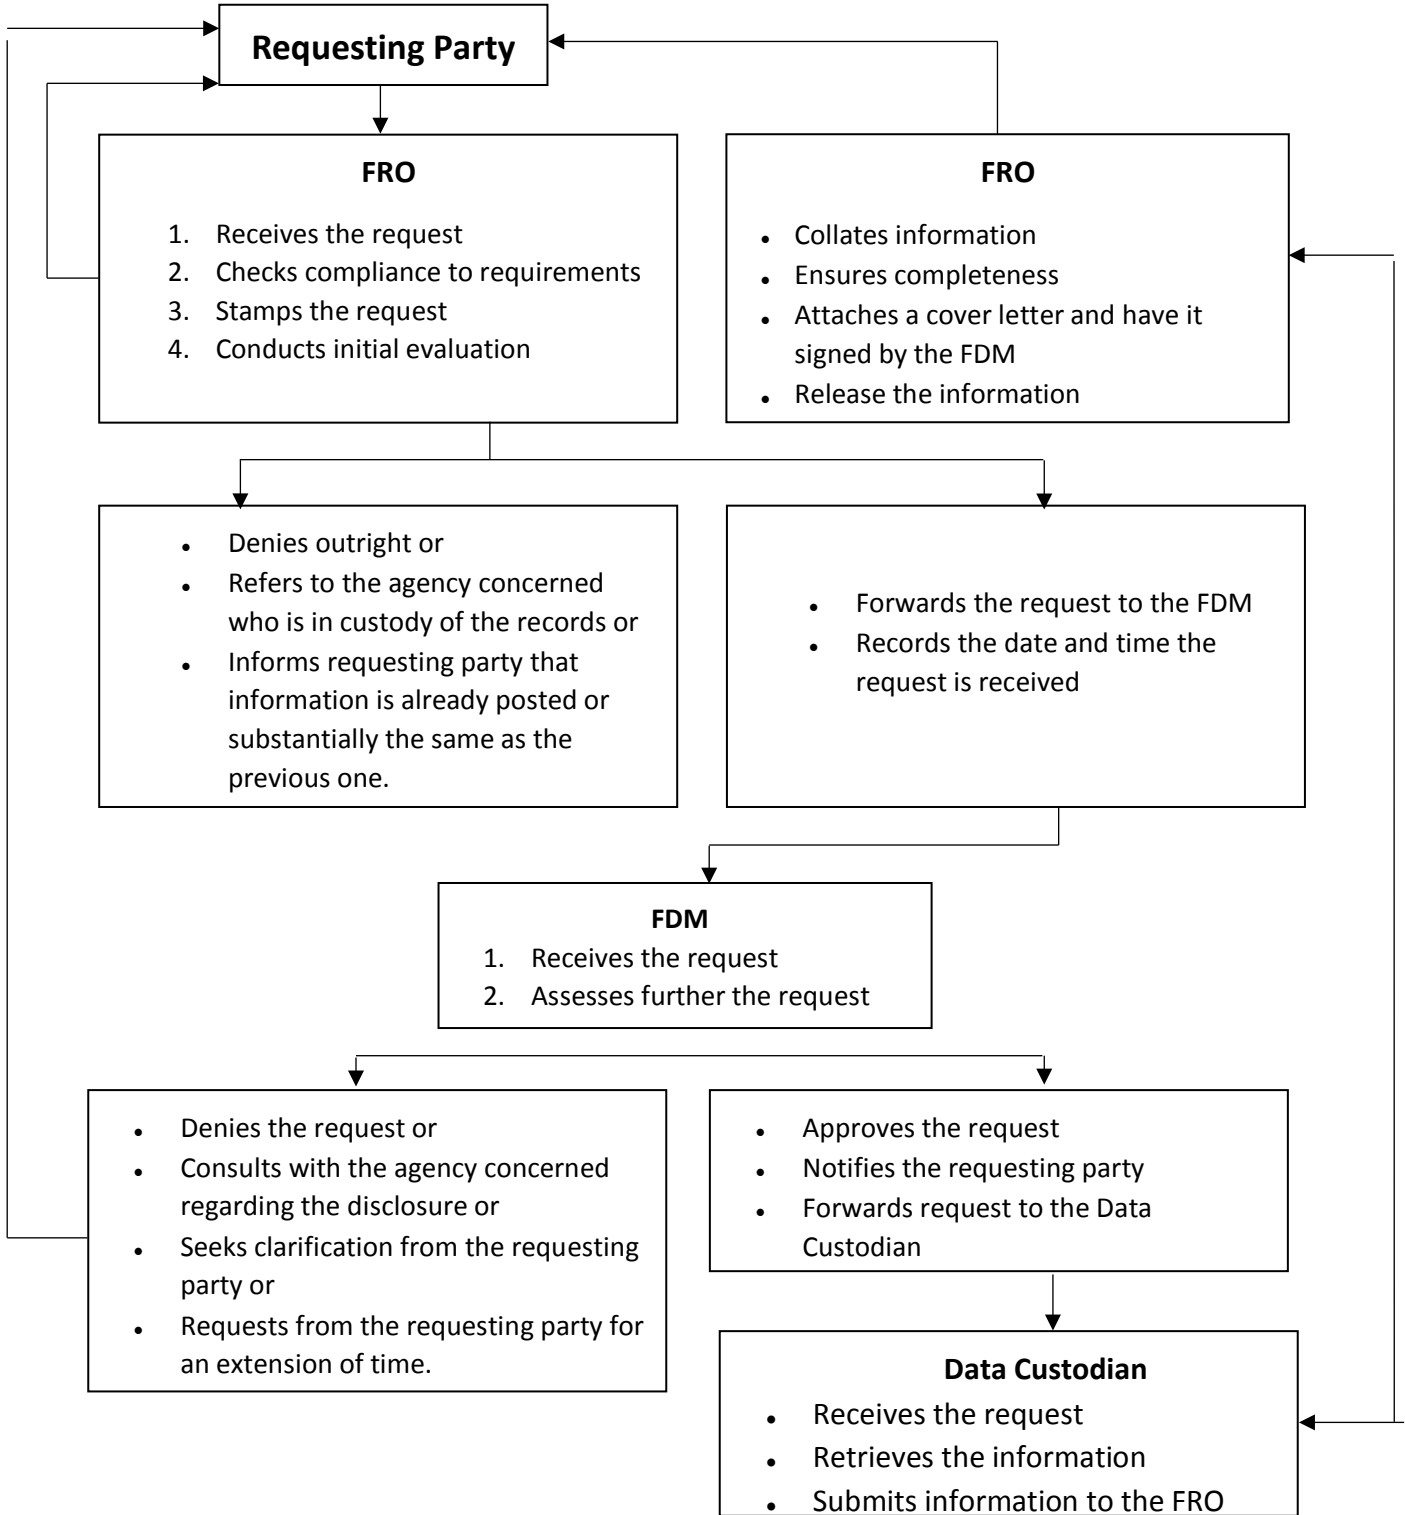 Requesting Party
FRO
1. Receives the request
2. Checks compliance to requirements
3. Stamps the request
4. Conducts initial evaluation
FRO
• Collates information
• Ensures completeness
• Attaches a cover letter and have it
signed by the FDM
• Release the information
• Denies outright or
• Refers to the agency concerned
who is in custody of the records or
• Informs requesting party that
information is already posted or
substantially the same as the
previous one.
• Forwards the request to the FDM
• Records the date and time the
request is received
FDM
1. Receives the request
2. Assesses further the request
• Denies the request or
• Consults with the agency concerned
regarding the disclosure or
• Seeks clarification from the requesting
party or
• Requests from the requesting party for
an extension of time.
• Approves the request
• Notifies the requesting party
• Forwards request to the Data
Custodian
Data Custodian
• Receives the request
• Retrieves the information
• Submits information to the FRO